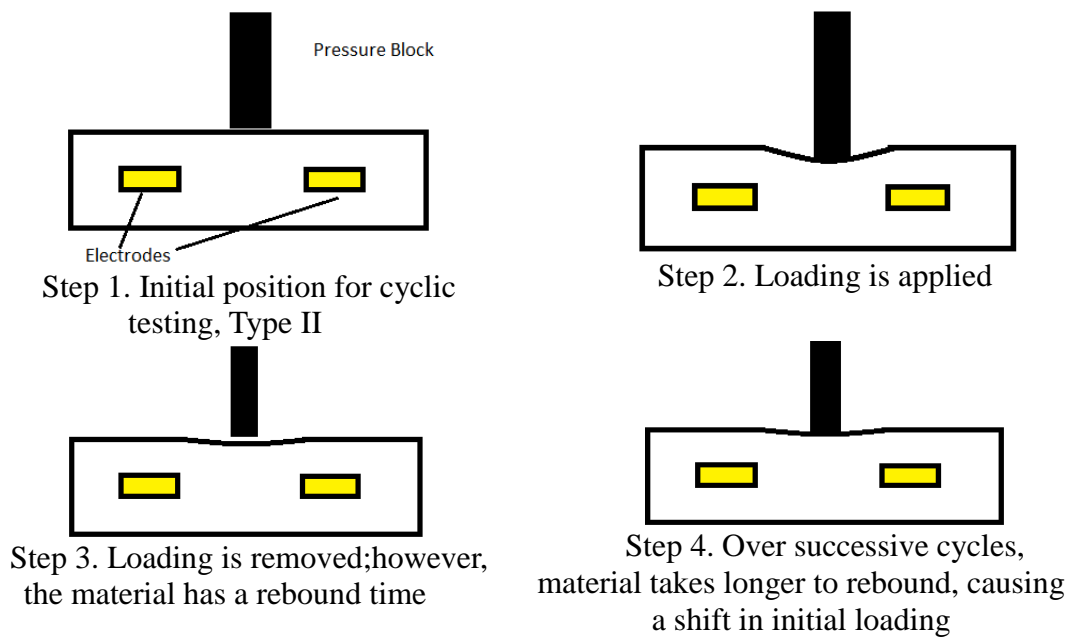 Pressure Block
Electrodes
Step 1. Initial position for cyclic
testing, Type II
Step 2. Loading is applied
Step 3. Loading is removed;however,
the material has a rebound time
Step 4. Over successive cycles,
material takes longer to rebound, causing
a shift in initial loading